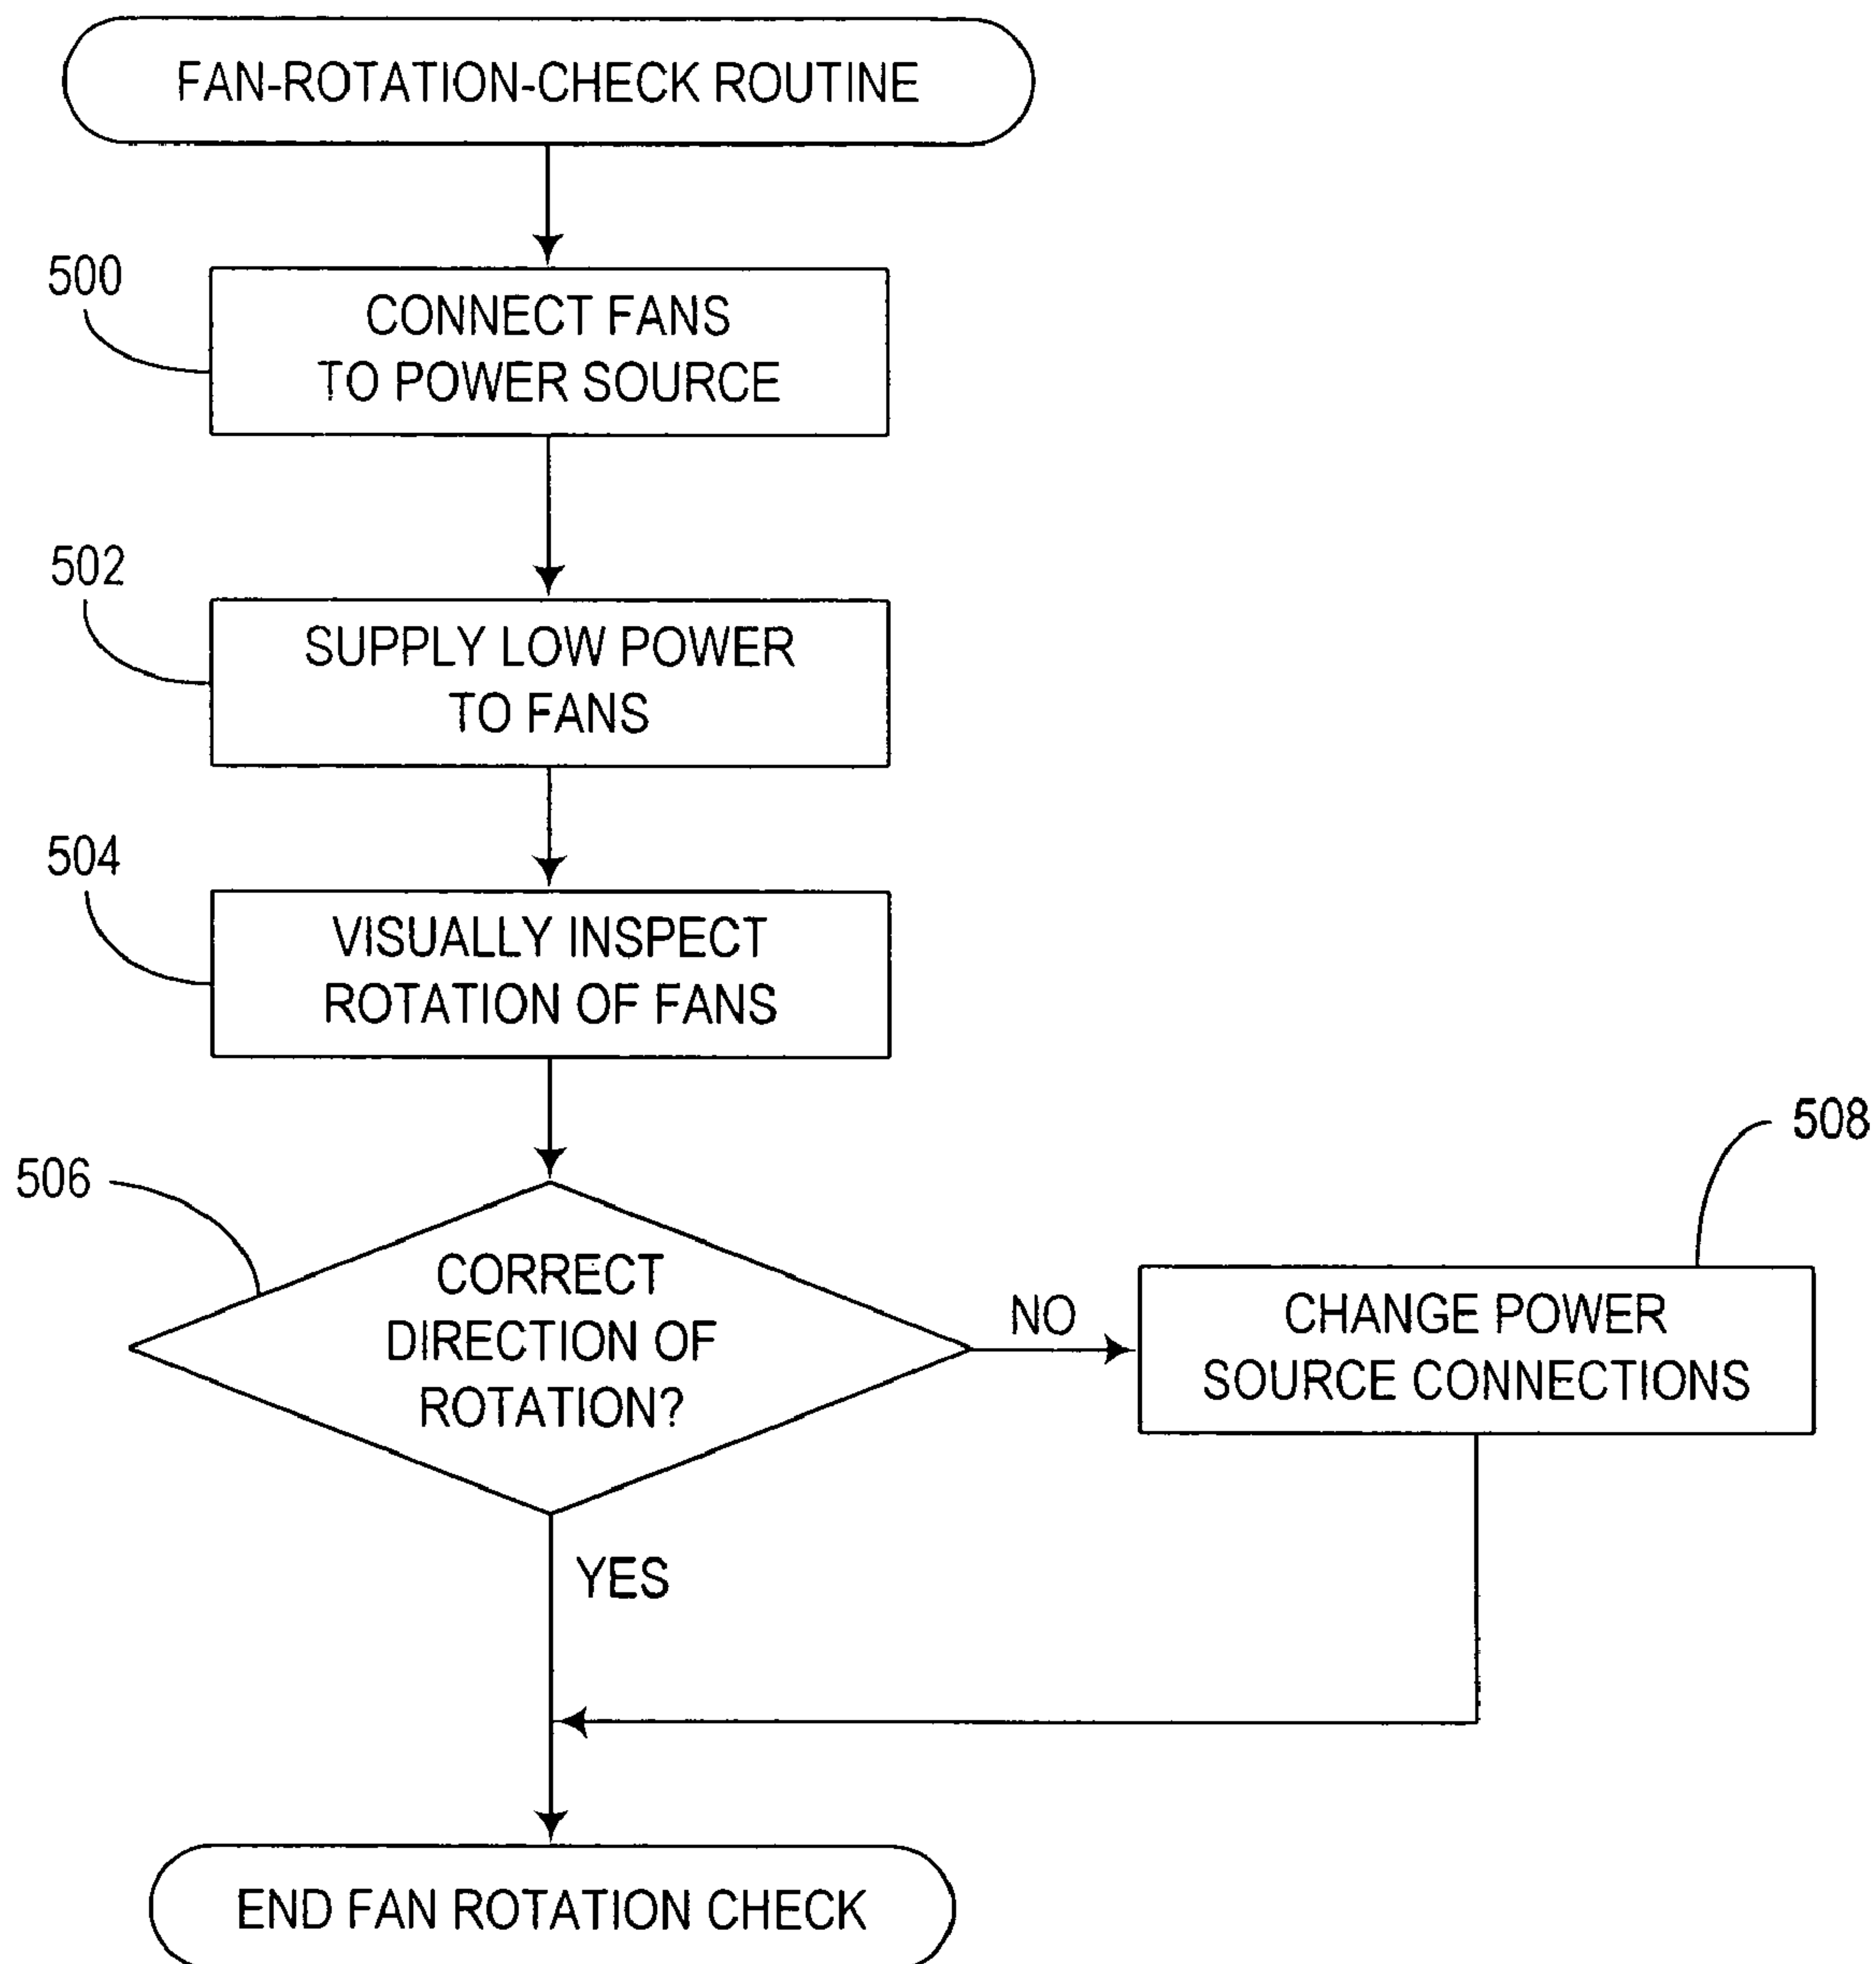 FAN-ROTATION-CHECK ROUTINE
500
CONNECT FANS
TO POWER SOURCE
502
SUPPLY LOW POWER
TO FANS
504
VISUALLY INSPECT
ROTATION OF FANS
506
CORRECT
DIRECTION OF
ROTATION?
NO
508
CHANGE POWER
SOURCE CONNECTIONS
YES
END FAN ROTATION CHECK